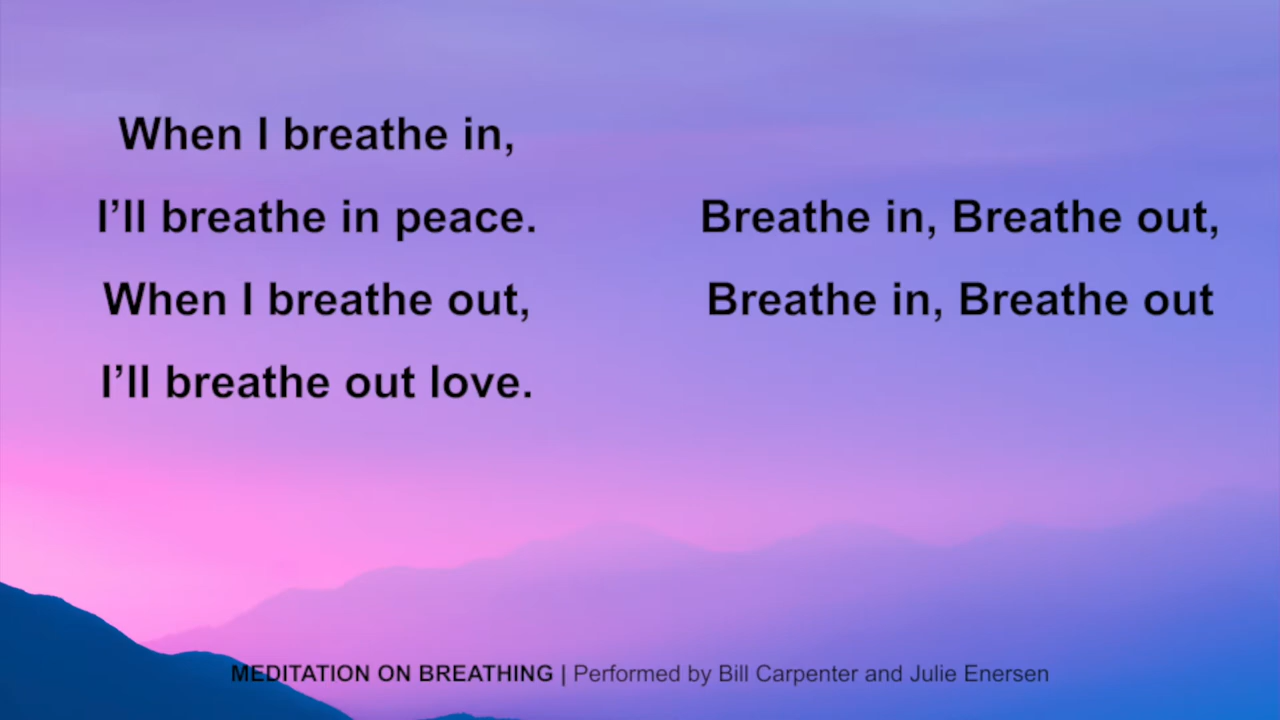 When I breathe in,
I’ll breathe in peace.
When I breathe out,
I’ll breathe out love.
Breathe in, Breathe out,
Breathe in, Breathe out
MEDITATION ON BREATHING | Performed by Bill Carpenter and Julie Enersen